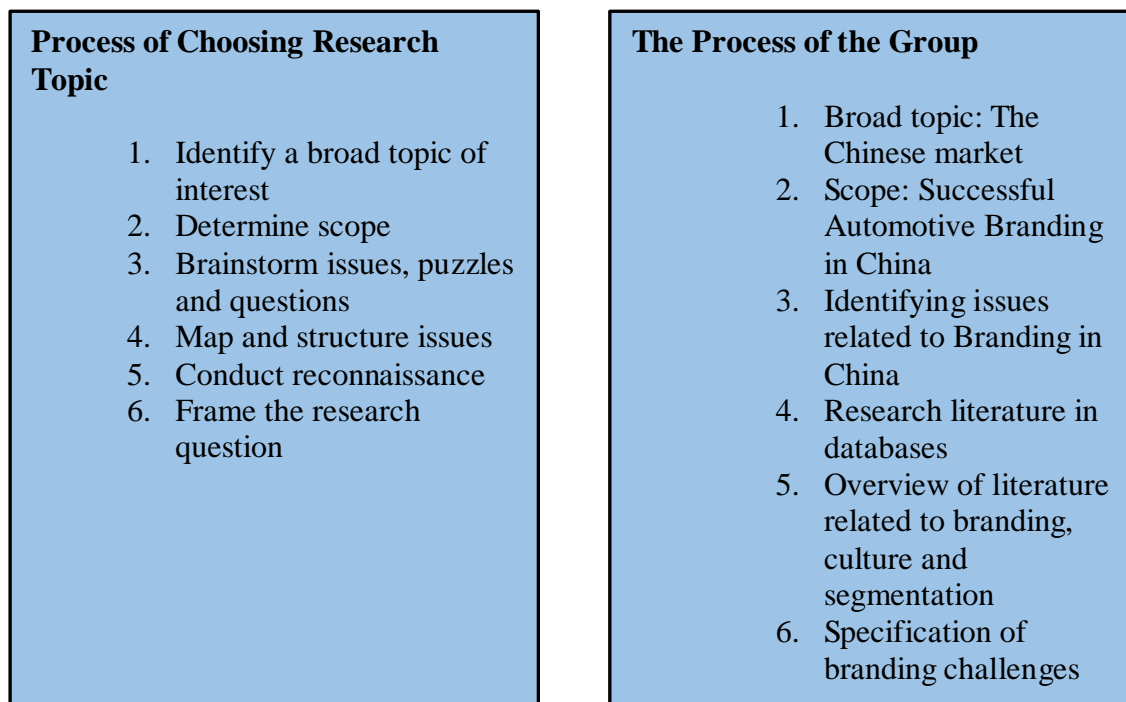 Process of Choosing Research
Topic
1. Identify a broad topic of
interest
2. Determine scope
3. Brainstorm issues, puzzles
and questions
4. Map and structure issues
5. Conduct reconnaissance
6. Frame the research
question
The Process of the Group
1. Broad topic: The
Chinese market
2. Scope: Successful
Automotive Branding
in China
3. Identifying issues
related to Branding in
China
4. Research literature in
databases
5. Overview of literature
related to branding,
culture and
segmentation
6. Specification of
branding challenges